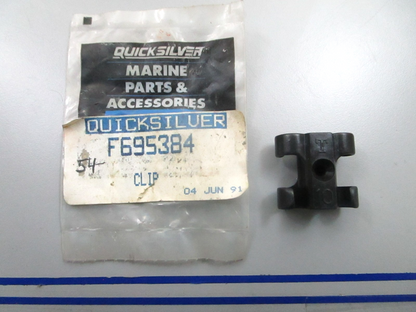 QUICKSILVER
MARINE
PARTS &
ACCESSORIES
QUICKSILVER
F695384
54
CLIP
04 JUN 91